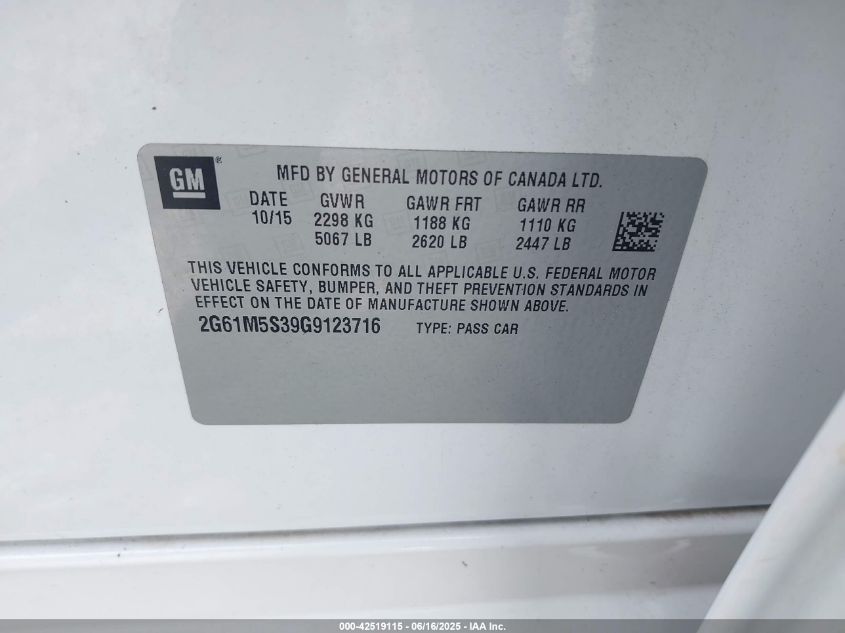 GM®
MFD BY GENERAL MOTORS OF CANADA LTD.
DATE GVWR GAWR FRT GAWR RR
10/15 2298 KG 1188 KG 1110 KG
5067 LB 2620 LB 2447 LB
THIS VEHICLE CONFORMS TO ALL APPLICABLE U.S. FEDERAL MOTOR
VEHICLE SAFETY, BUMPER, AND THEFT PREVENTION STANDARDS IN
EFFECT ON THE DATE OF MANUFACTURE SHOWN ABOVE.
2G61M5S39G9123716 TYPE: PASS CAR
000-42519115 - 06/16/2025 - IAA Inc.